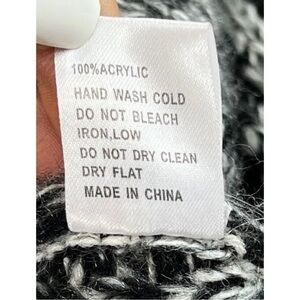 100%ACRYLIC
HAND WASH COLD
DO NOT BLEACH
IRON,LOW
DO NOT DRY CLEAN
DRY FLAT
MADE IN CHINA